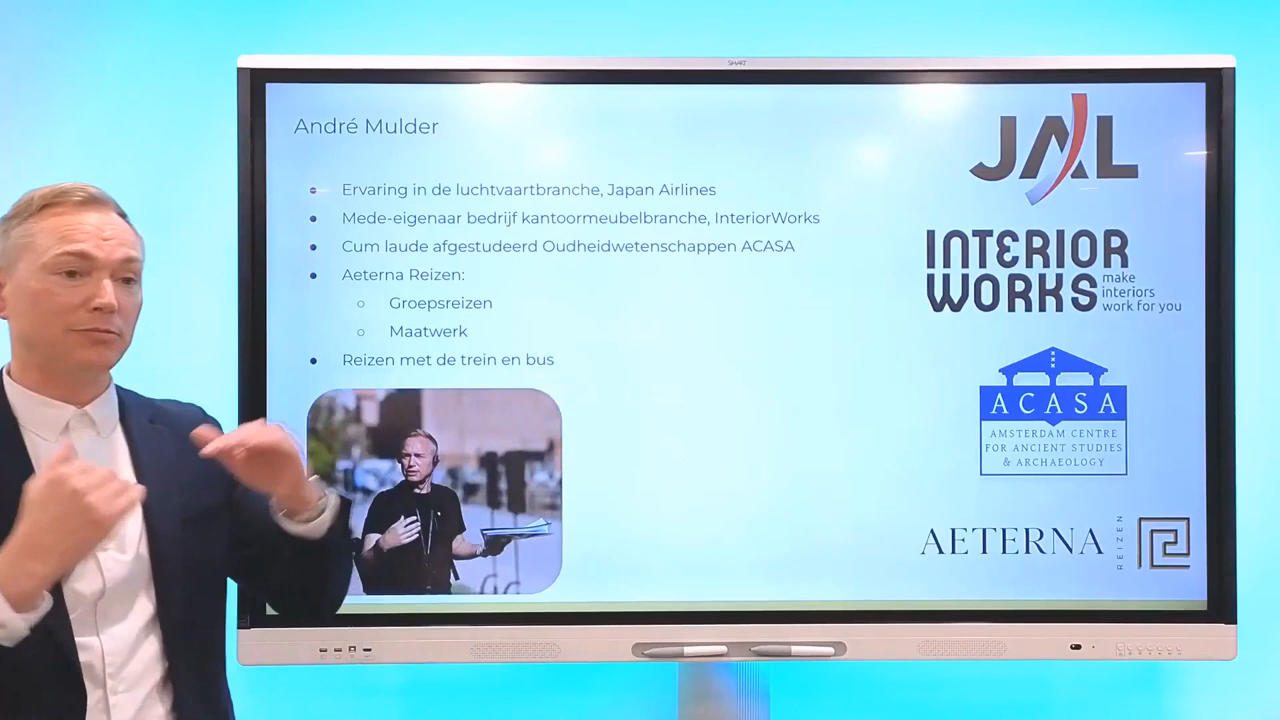 SMART
André Mulder
Ervaring in de luchtvaartbranche, Japan Airlines
Mede-eigenaar bedrijf kantoormeubelbranche, InteriorWorks
Cum laude afgestudeerd Oudheidwetenschappen ACASA
Aeterna Reizen:
Groepsreizen
Maatwerk
Reizen met de trein en bus
JAL
INTERIOR
WORKS
make
interiors
work for you
ACASA
AMSTERDAM CENTRE
FOR ANCIENT STUDIES
& ARCHAEOLOGY
AETERNA
REIZEN